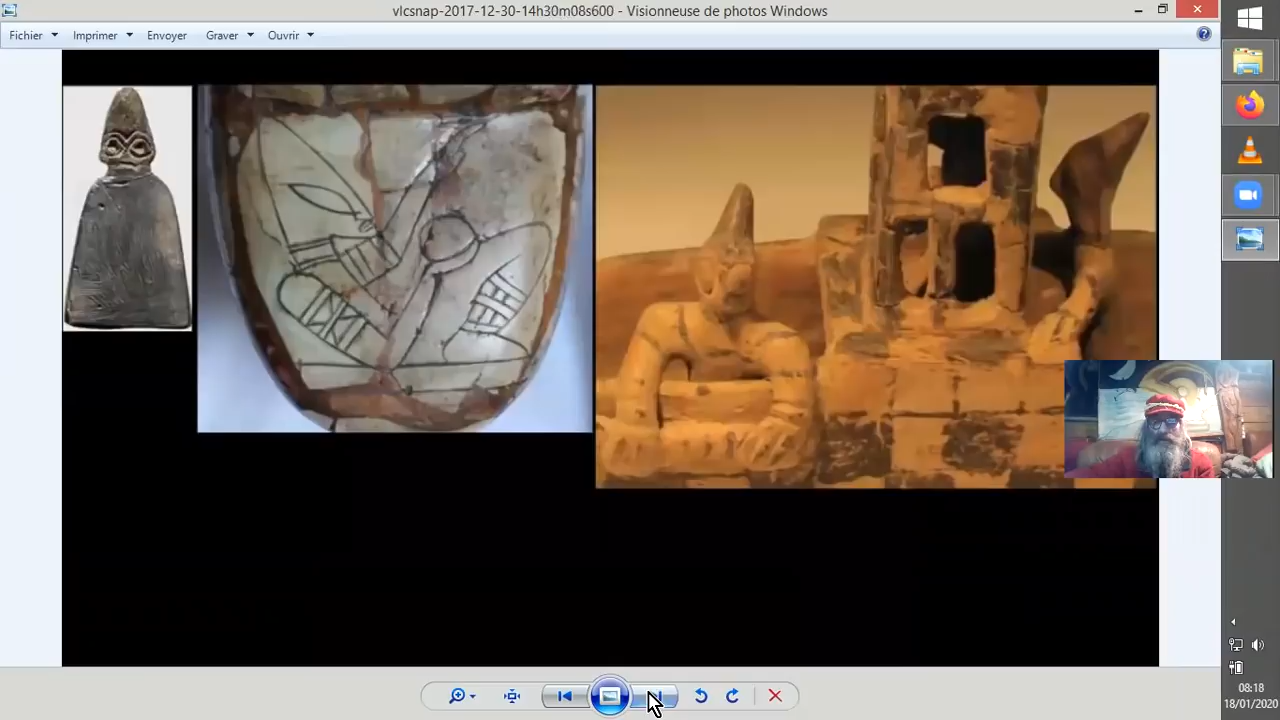 vlcsnap-2017-12-30-14h30m08s600 - Visionneuse de photos Windows
Fichier Imprimer Envoyer Graver Ouvrir
08:18
18/01/2020